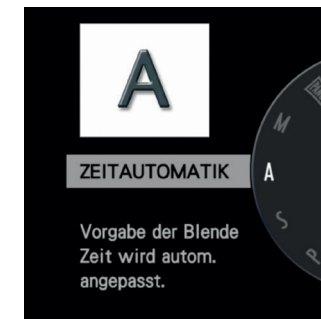 A
ZEITAUTOMATIK
Vorgabe der Blende
Zeit wird autom.
angepasst.
M
A
S
P